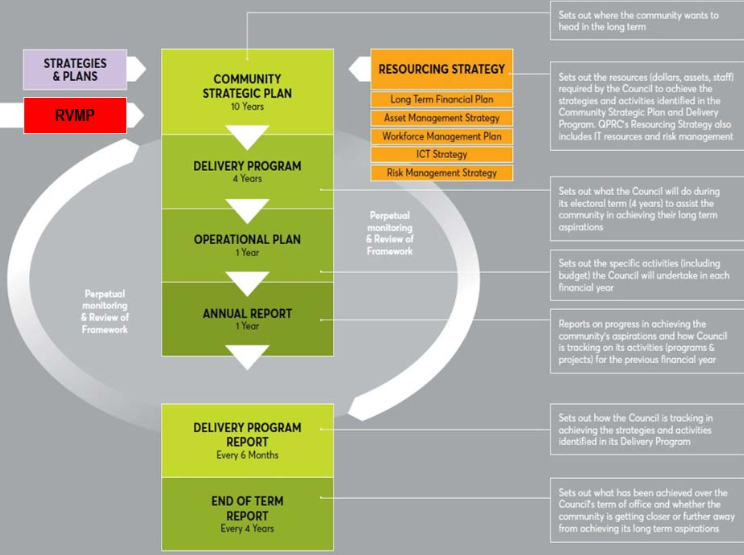 Sets out where the community wants to
head in the long term
STRATEGIES
& PLANS
RVMP
COMMUNITY
STRATEGIC PLAN
10 Years
RESOURCING STRATEGY
Long Term Financial Plan
Asset Management Strategy
Workforce Management Plan
ICT Strategy
Risk Management Strategy
Sets out the resources (dollars, assets, staff)
required by the Council to achieve the
strategies and activities identified in the
Community Strategic Plan and Delivery
Program. QPRC's Resourcing Strategy also
includes IT resources and risk management
DELIVERY PROGRAM
4 Years
Sets out what the Council will do during
its electoral term (4 years) to assist the
community in achieving their long term
aspirations
Perpetual
monitoring
& Review of
Framework
OPERATIONAL PLAN
1 Year
Sets out the specific activities (including
budget) the Council will undertake in each
financial year
Perpetual
monitoring
& Review of
Framework
ANNUAL REPORT
1 Year
Reports on progress in achieving the
community's aspirations and how Council
is tracking on its activities (programs &
projects) for the previous financial year
DELIVERY PROGRAM
REPORT
Every 6 Months
Sets out how the Council is tracking in
achieving the strategies and activities
identified in its Delivery Program
END OF TERM
REPORT
Every 4 Years
Sets out what has been achieved over the
Council's term of office and whether the
community is getting closer or further away
from achieving its long term aspirations